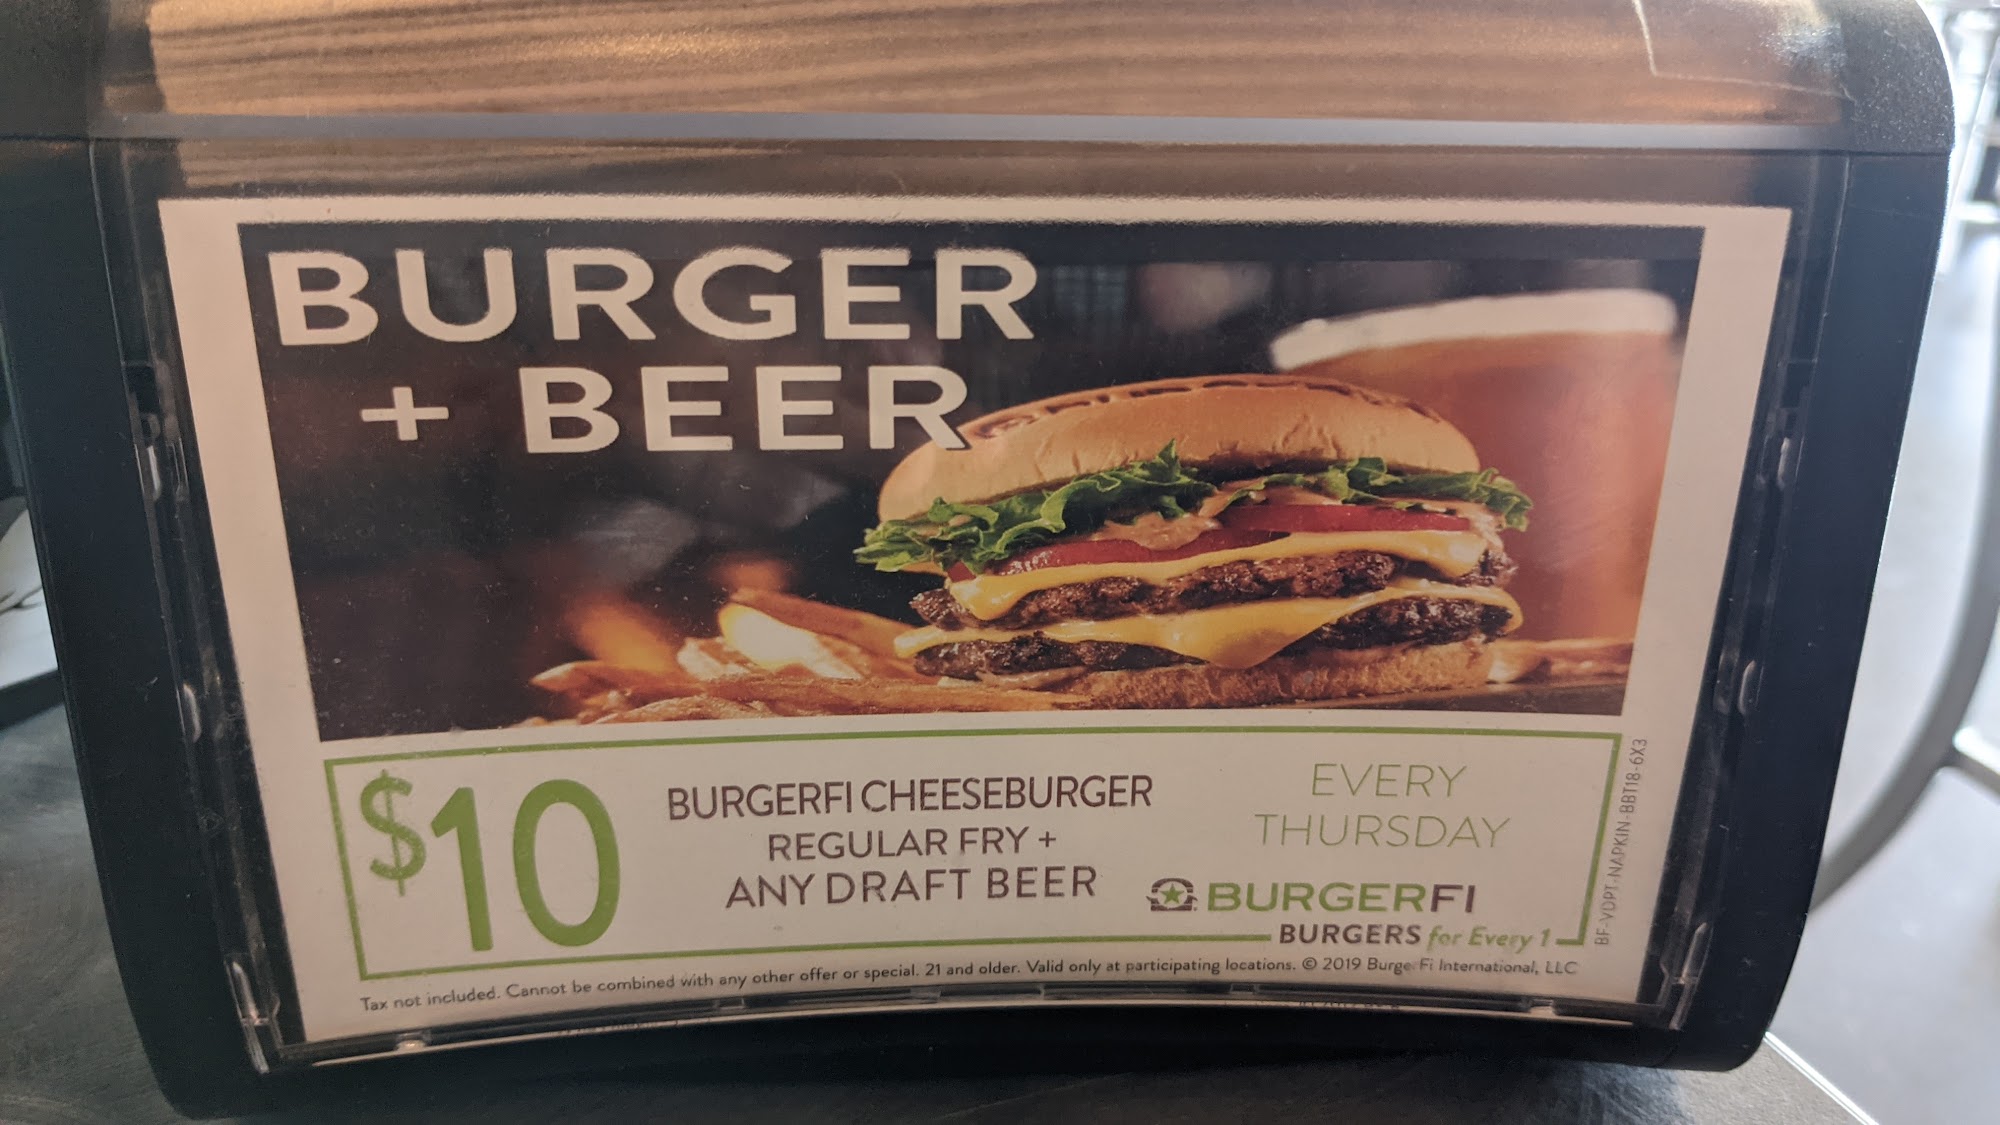 BURGER
+ BEER
$10
BURGERFI CHEESEBURGER
REGULAR FRY +
ANY DRAFT BEER
EVERY
THURSDAY
BURGERFI
BURGERS for Every 1
Tax not included. Cannot be combined with any other offer or special. 21 and older. Valid only at participating locations. © 2019 BurgerFi International, LLC
BF-VDPT-NAPKIN-BBT18-6X3